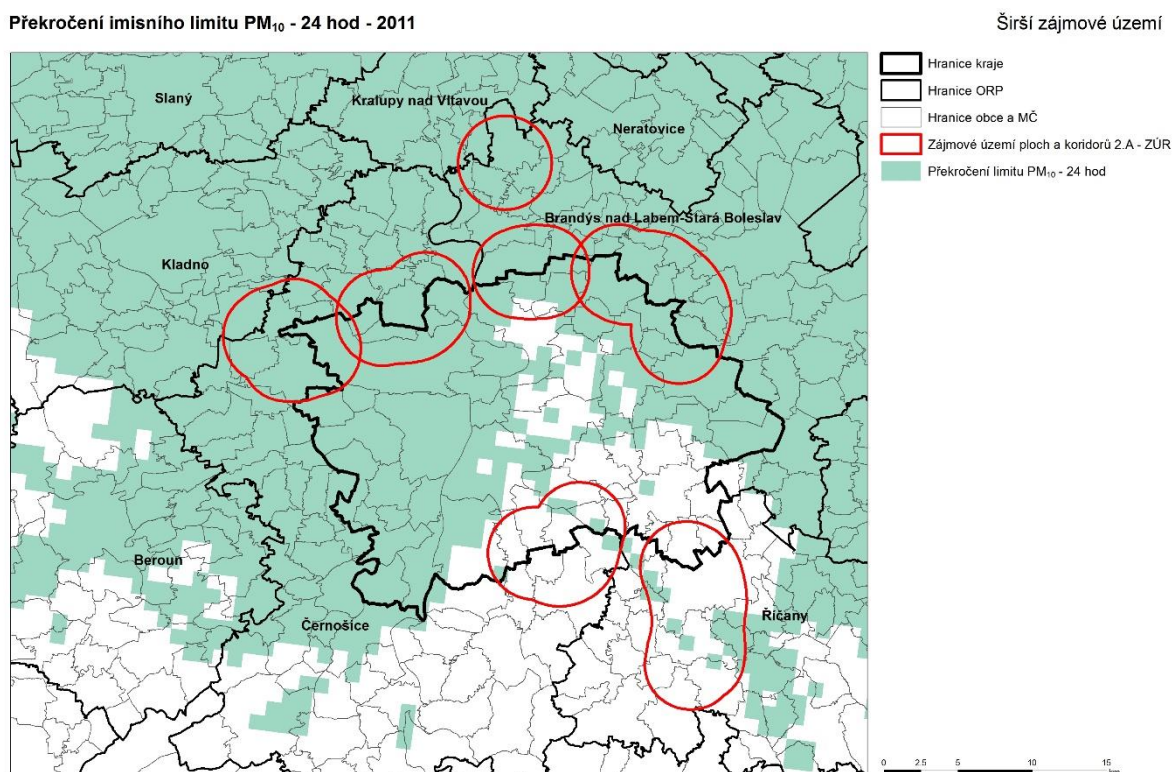 Překročení imisního limitu PM₁₀ - 24 hod - 2011
Širší zájmové území
Hranice kraje
Hranice ORP
Hranice obce a MČ
Zájmové území ploch a koridorů 2.A - ZÚR
Překročení limitu PM₁₀ - 24 hod
Slaný
Kralupy nad Vltavou
Neratovice
Brandýs nad Labem-Stará Boleslav
Kladno
Beroun
Černošice
Říčany
0 2.5 5 10 15